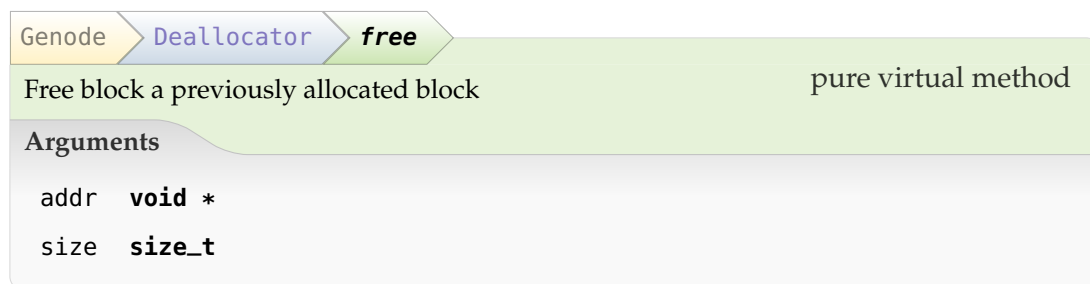 Genode Deallocator free
Free block a previously allocated block
pure virtual method
Arguments
addr void *
size size_t